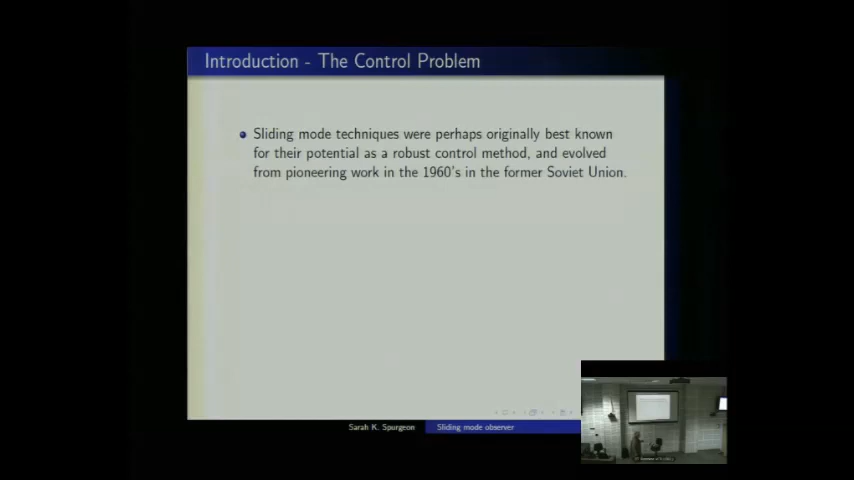 Introduction - The Control Problem
Sliding mode techniques were perhaps originally best known
for their potential as a robust control method, and evolved
from pioneering work in the 1960's in the former Soviet Union.
Sarah K. Spurgeon
Sliding mode observer